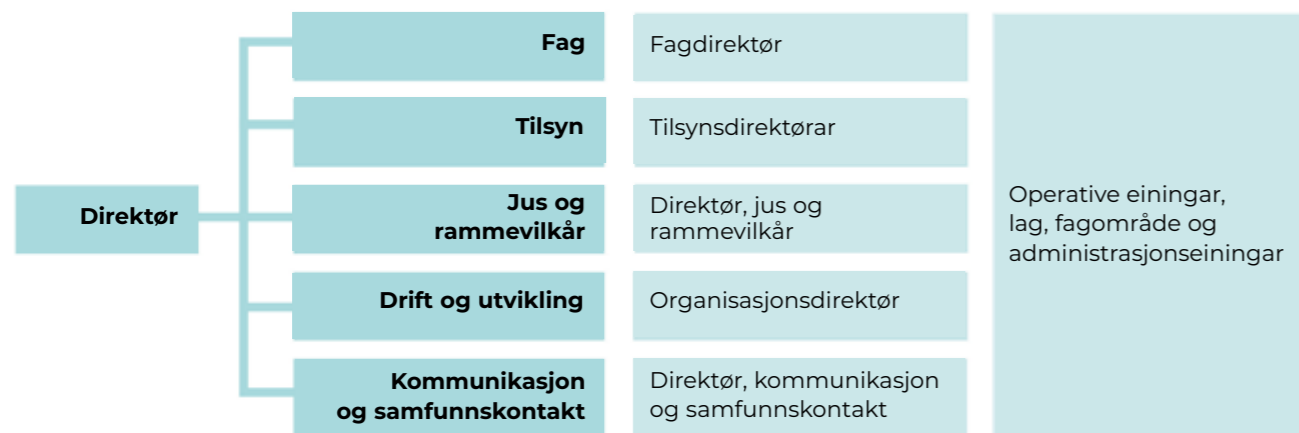 Direktør
Fag
Fagdirektør
Tilsyn
Tilsynsdirektørar
Jus og
rammevilkår
Direktør, jus og
rammevilkår
Drift og utvikling
Organisasjonsdirektør
Kommunikasjon
og samfunnskontakt
Direktør, kommunikasjon
og samfunnskontakt
Operative einingar,
lag, fagområde og
administrasjonseiningar